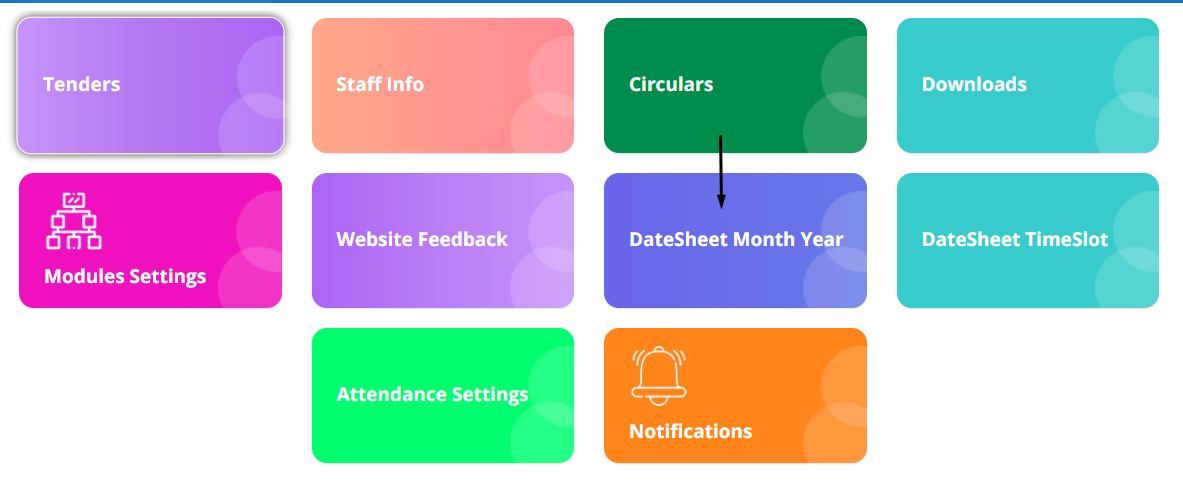 Tenders
Staff Info
Circulars
Downloads
Modules Settings
Website Feedback
DateSheet Month Year
DateSheet TimeSlot
Attendance Settings
Notifications